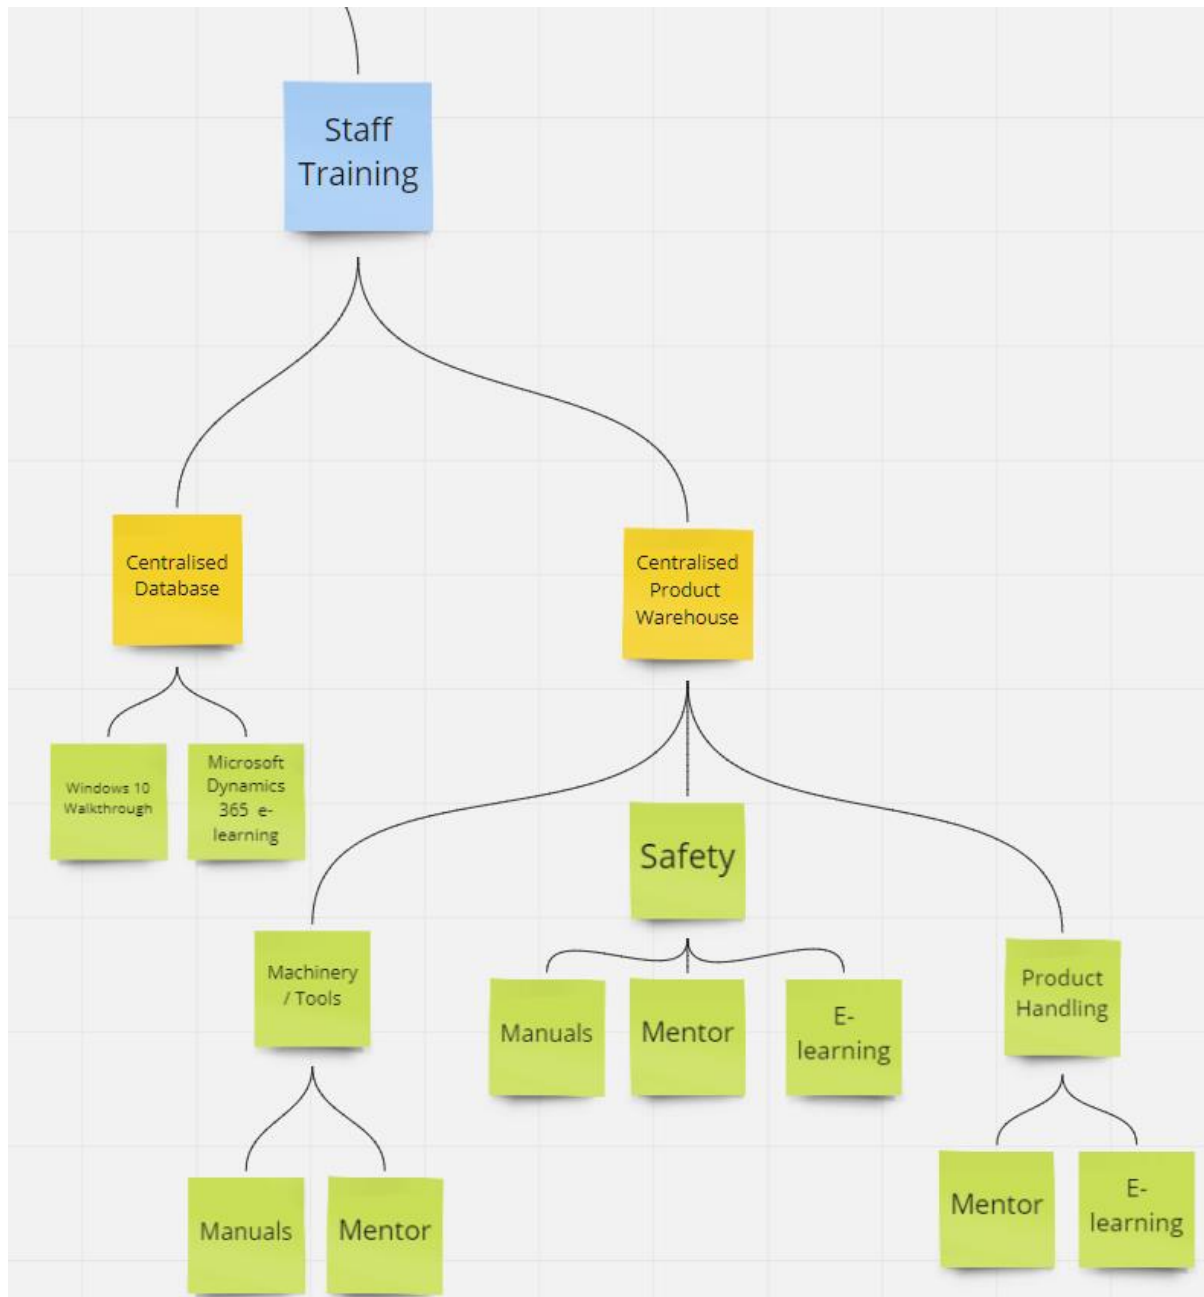 Staff
Training
Centralised
Database
Centralised
Product
Warehouse
Windows 10
Walkthrough
Microsoft
Dynamics
365 e-
learning
Safety
Machinery
/ Tools
Product
Handling
Manuals
Mentor
E-
learning
Manuals
Mentor
Mentor
E-
learning